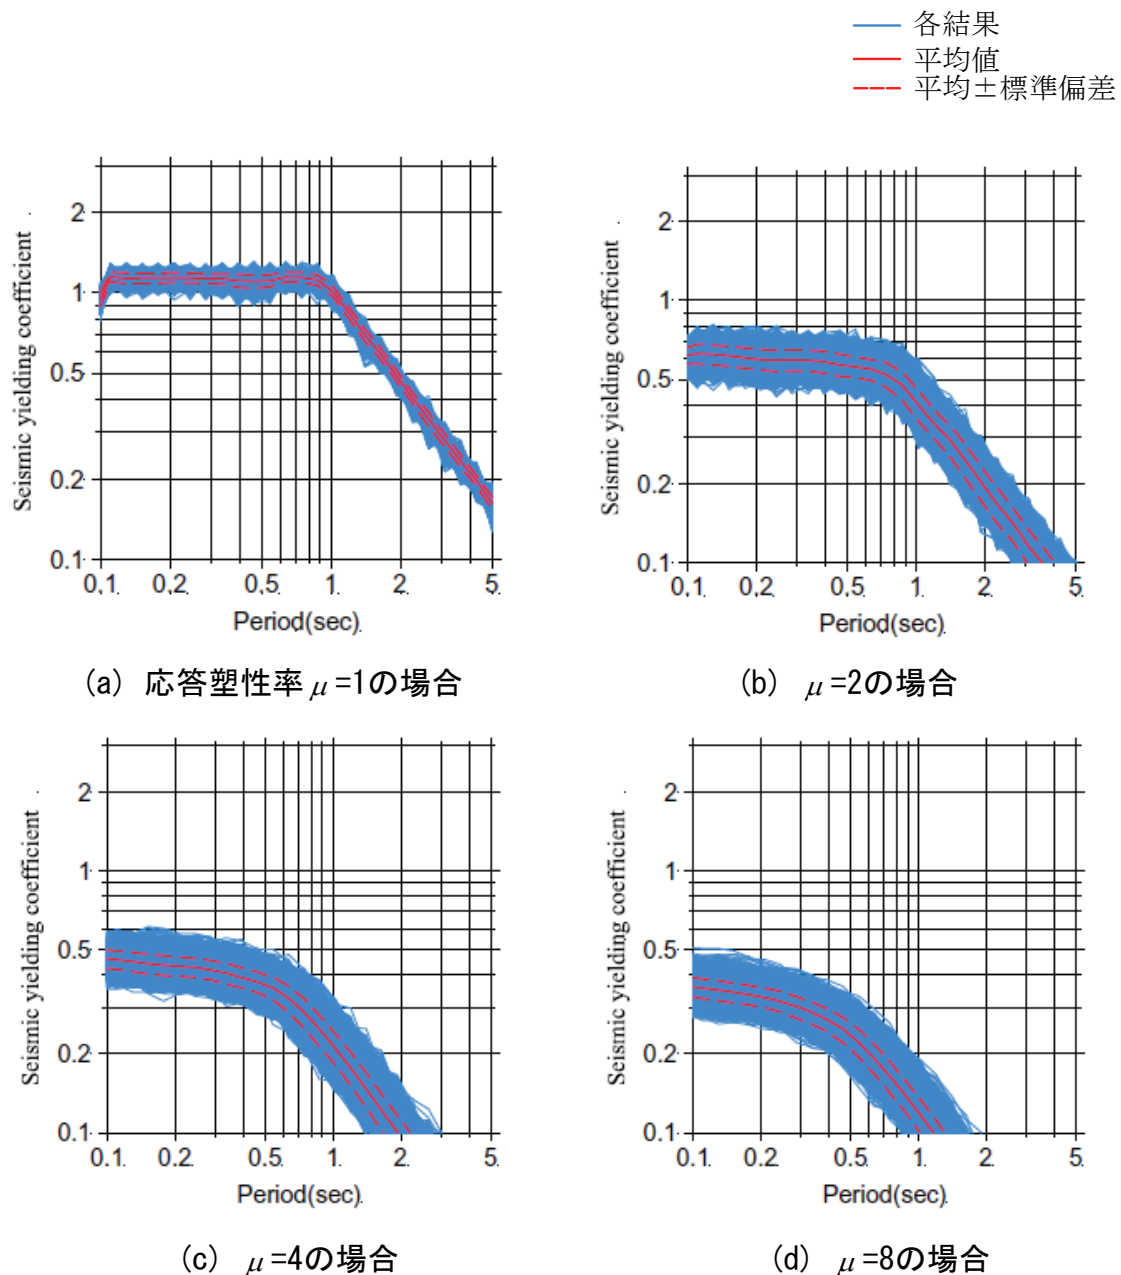 各結果
平均値
平均±標準偏差
Seismic yielding coefficient
2
1
0.5
0.2
0.1
0.1 0.2 0.5 1 2 5
Period(sec)
(a) 応答塑性率μ=1の場合
Seismic yielding coefficient
2
1
0.5
0.2
0.1
0.1 0.2 0.5 1 2 5
Period(sec)
(b) μ=2の場合
Seismic yielding coefficient
2
1
0.5
0.2
0.1
0.1 0.2 0.5 1 2 5
Period(sec)
(c) μ=4の場合
Seismic yielding coefficient
2
1
0.5
0.2
0.1
0.1 0.2 0.5 1 2 5
Period(sec)
(d) μ=8の場合